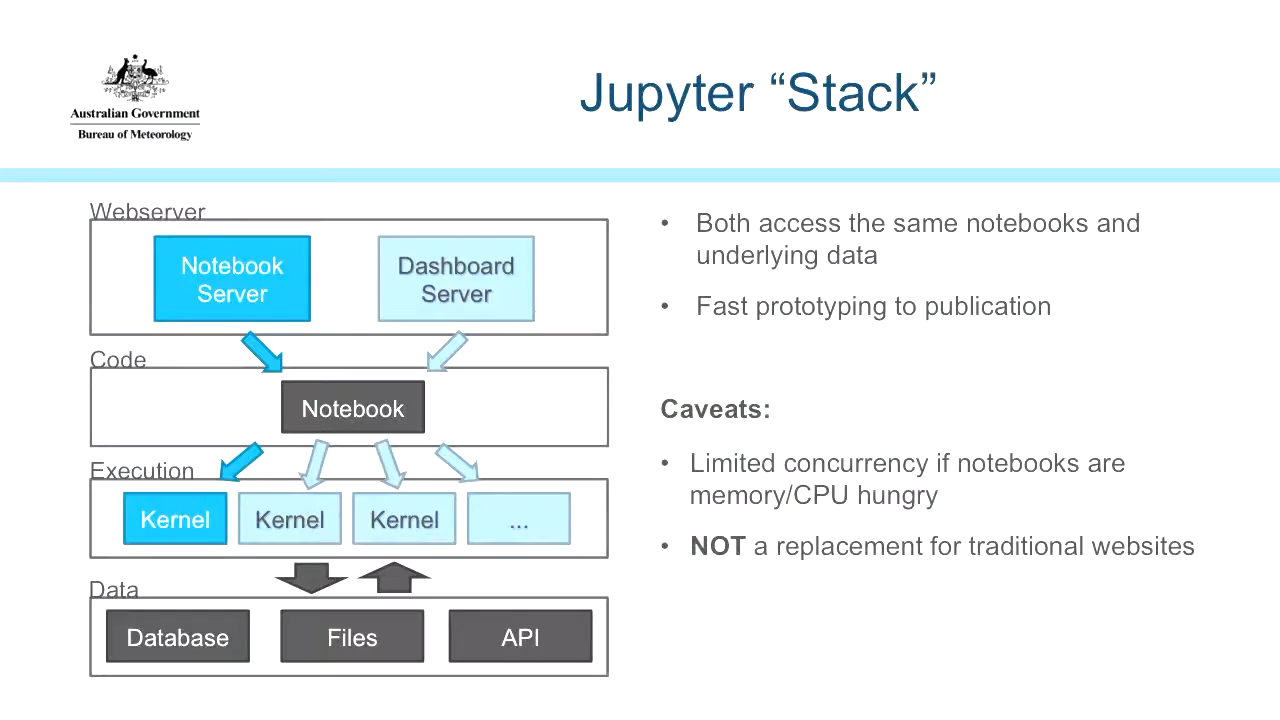 Australian Government
Bureau of Meteorology
Jupyter “Stack”
Webserver
Notebook
Server
Dashboard
Server
Code
Notebook
Execution
Kernel
Kernel
Kernel
...
Data
Database
Files
API
• Both access the same notebooks and
underlying data
• Fast prototyping to publication
Caveats:
• Limited concurrency if notebooks are
memory/CPU hungry
• NOT a replacement for traditional websites